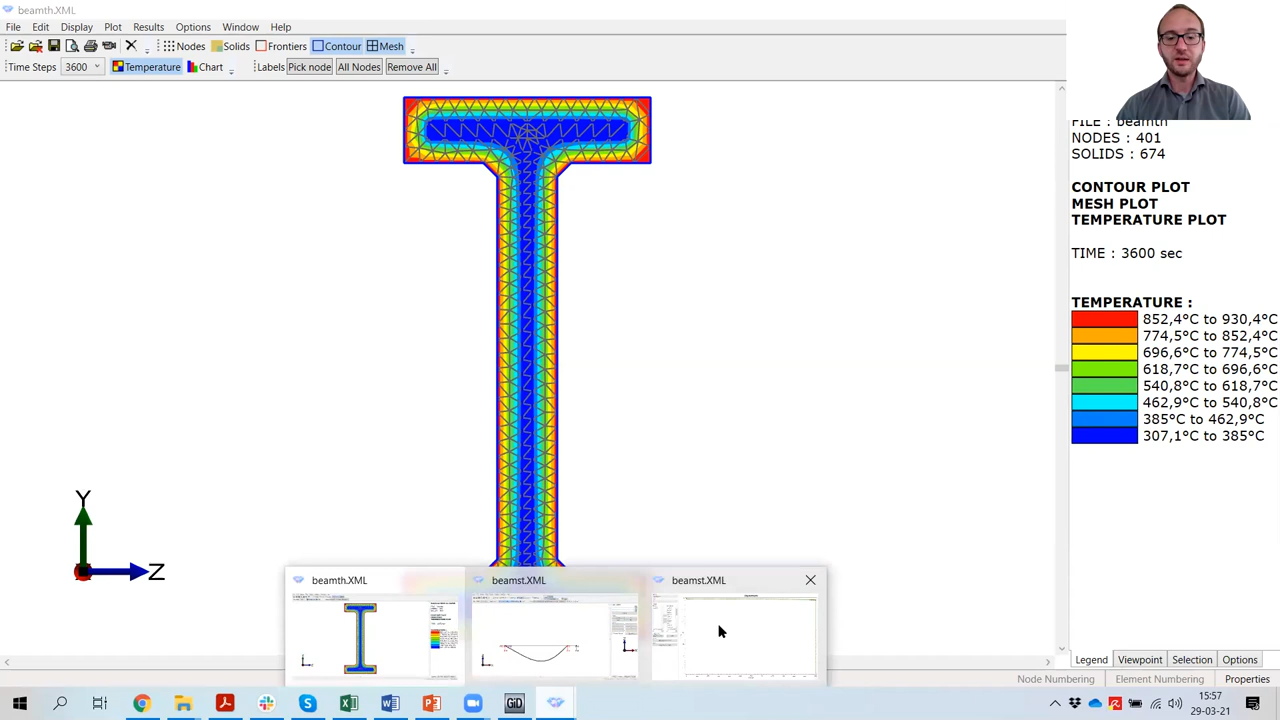 beamth.XML
File Edit Display Plot Results Options Window Help
Nodes Solids Frontiers Contour Mesh
Time Steps 3600 Temperature Chart Labels Pick node All Nodes Remove All
FILE : beamth
NODES : 401
SOLIDS : 674
CONTOUR PLOT
MESH PLOT
TEMPERATURE PLOT
TIME : 3600 sec
TEMPERATURE :
852,4°C to 930,4°C
774,5°C to 852,4°C
696,6°C to 774,5°C
618,7°C to 696,6°C
540,8°C to 618,7°C
462,9°C to 540,8°C
385°C to 462,9°C
307,1°C to 385°C
Y
Z
beamth.XML beamst.XML beamst.XML
Legend Viewpoint Selection Options
Node Numbering Element Numbering Properties
GiD
15:57
29-03-21